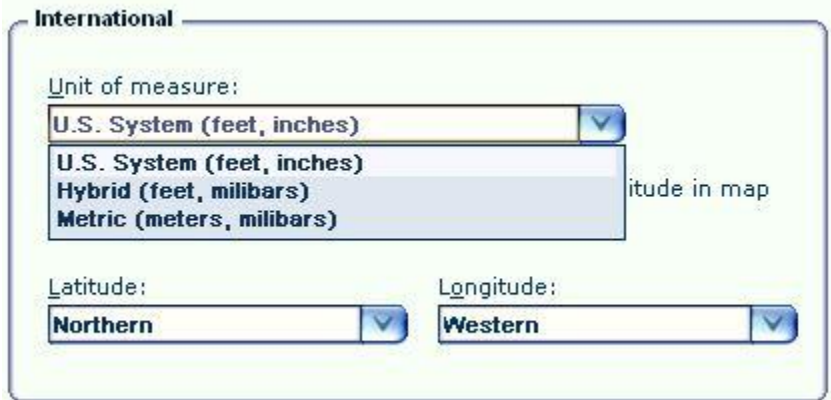 International
Unit of measure:
U.S. System (feet, inches)
U.S. System (feet, inches)
Hybrid (feet, milibars)
itude in map
Metric (meters, milibars)
Latitude: Longitude:
Northern Western